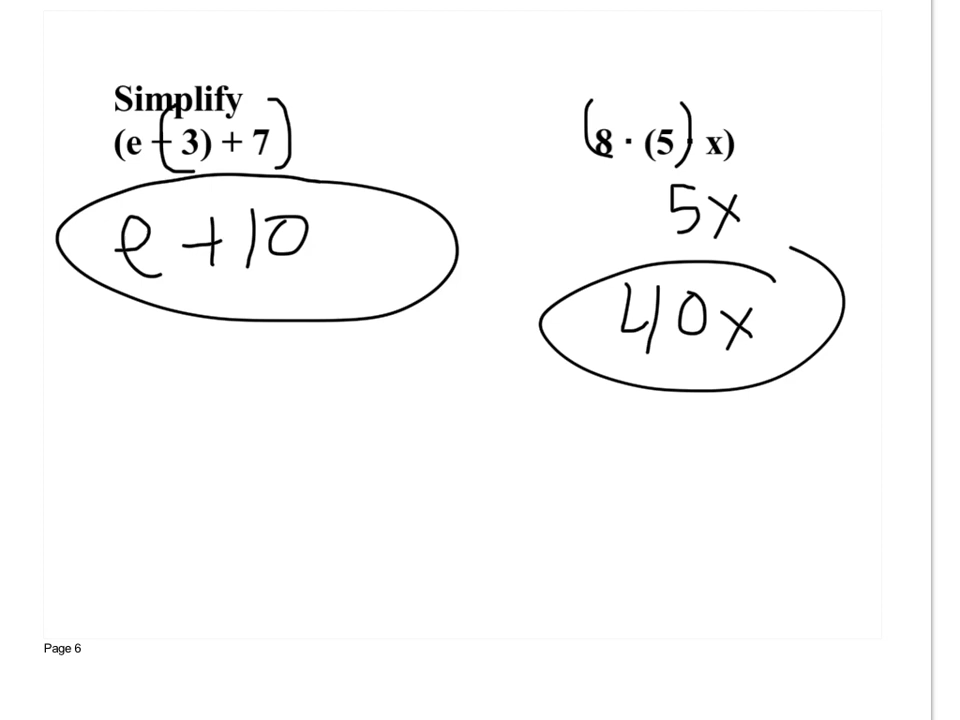 Simplify
(e + 3) + 7
e + 10
8 · (5 · x)
5x
40x
Page 6